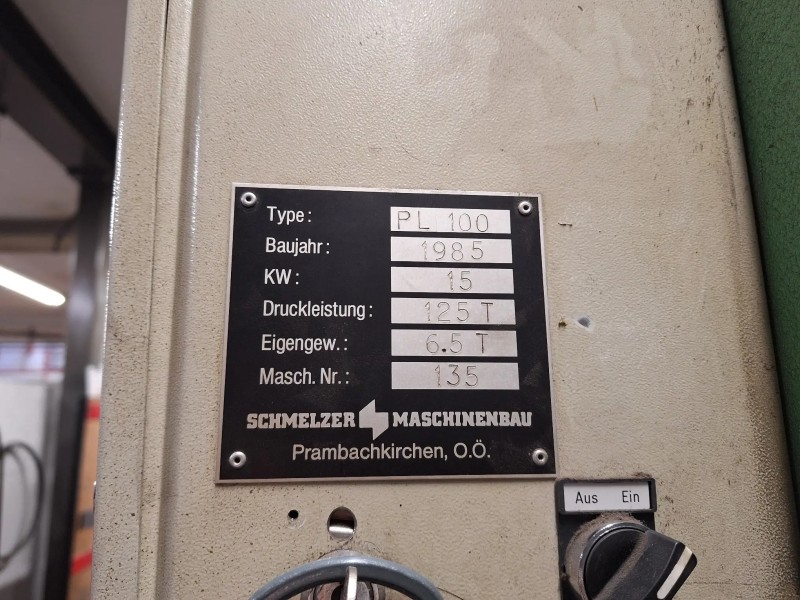 Type: PL 100
Baujahr: 1985
KW: 15
Druckleistung: 125 T
Eigengew.: 6.5 T
Masch. Nr.: 135
SCHMELZER MASCHINENBAU
Prambachkirchen, O.Ö.
Aus Ein